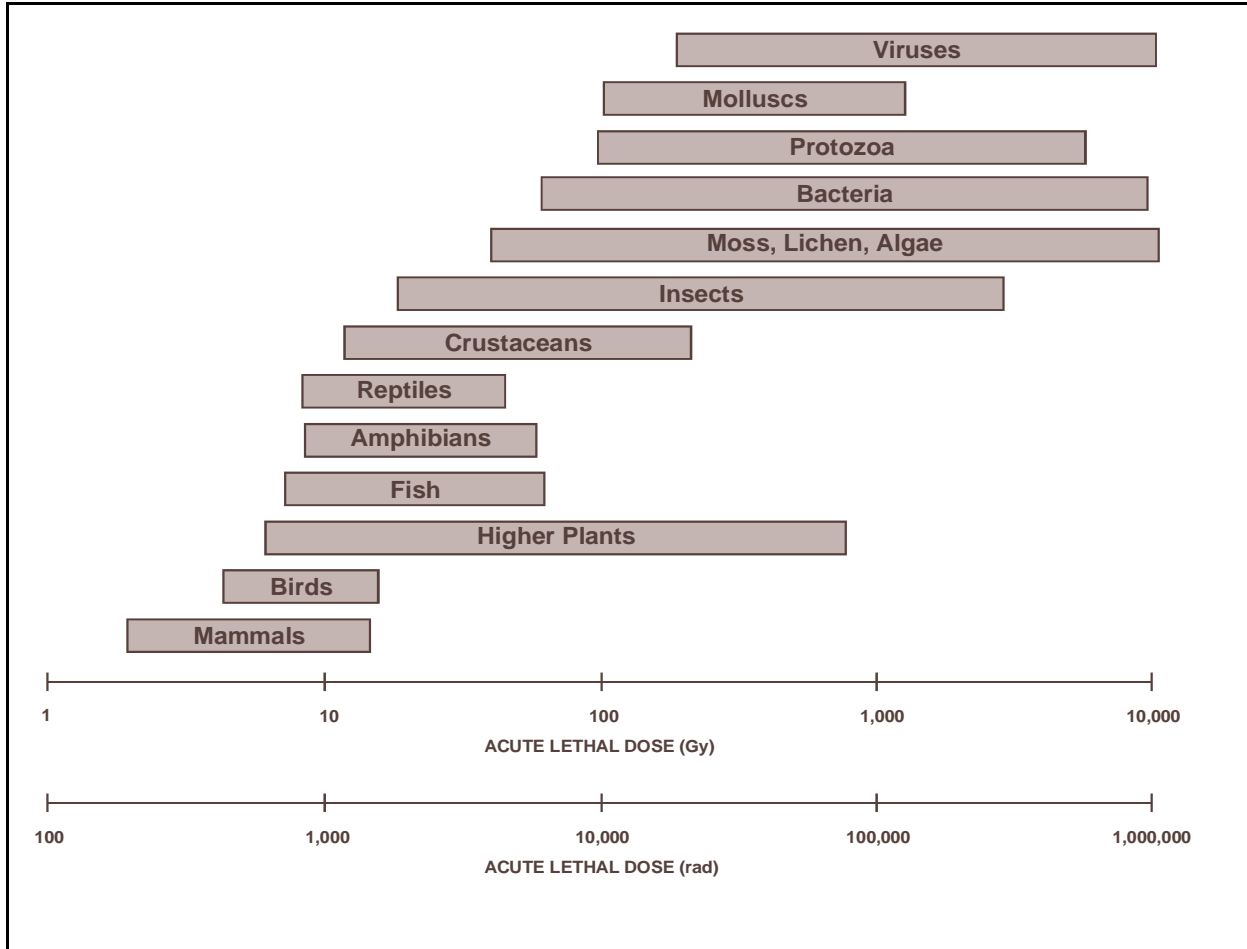 Viruses
Molluscs
Protozoa
Bacteria
Moss, Lichen, Algae
Insects
Crustaceans
Reptiles
Amphibians
Fish
Higher Plants
Birds
Mammals
1 10 100 1,000 10,000
ACUTE LETHAL DOSE (Gy)
100 1,000 10,000 100,000 1,000,000
ACUTE LETHAL DOSE (rad)